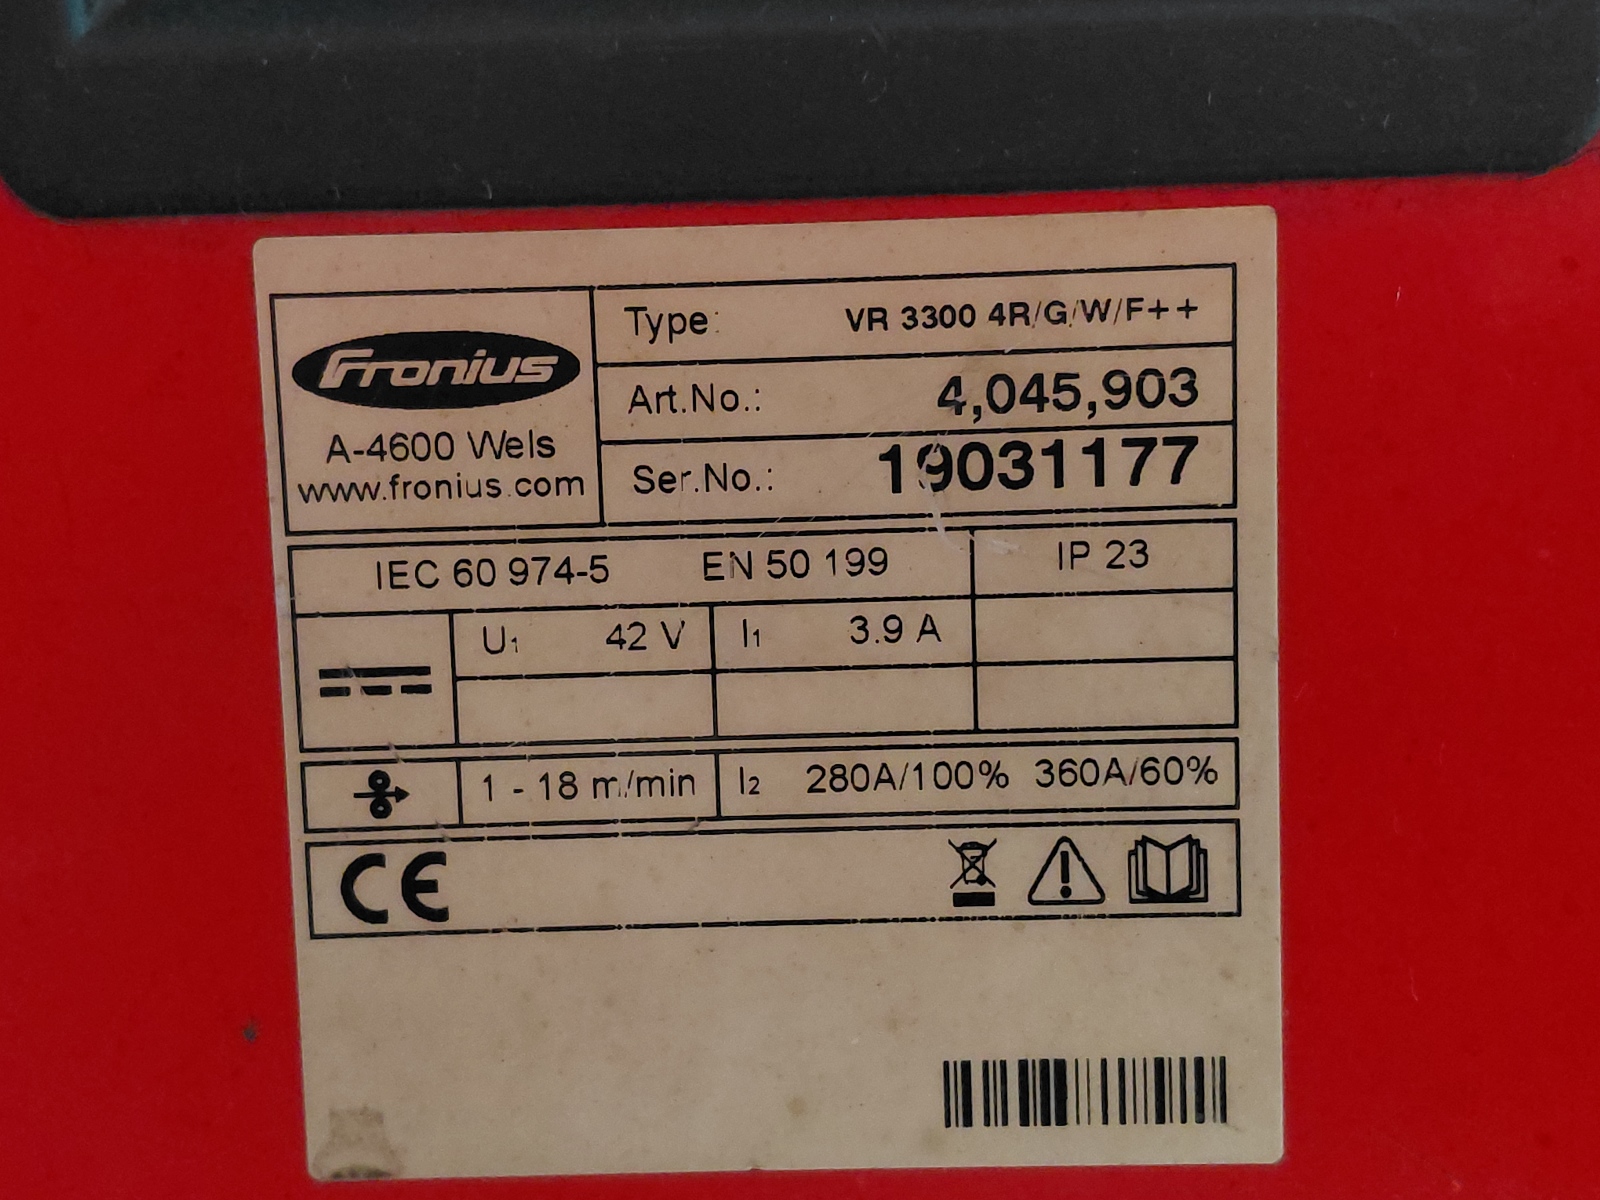 Fronius
A-4600 Wels
www.fronius.com
Type: VR 3300 4R/G/W/F++
Art.No.: 4,045,903
Ser.No.: 19031177
IEC 60 974-5 EN 50 199 IP 23
U1 42 V I1 3.9 A
1 - 18 m/min I2 280A/100% 360A/60%
CE